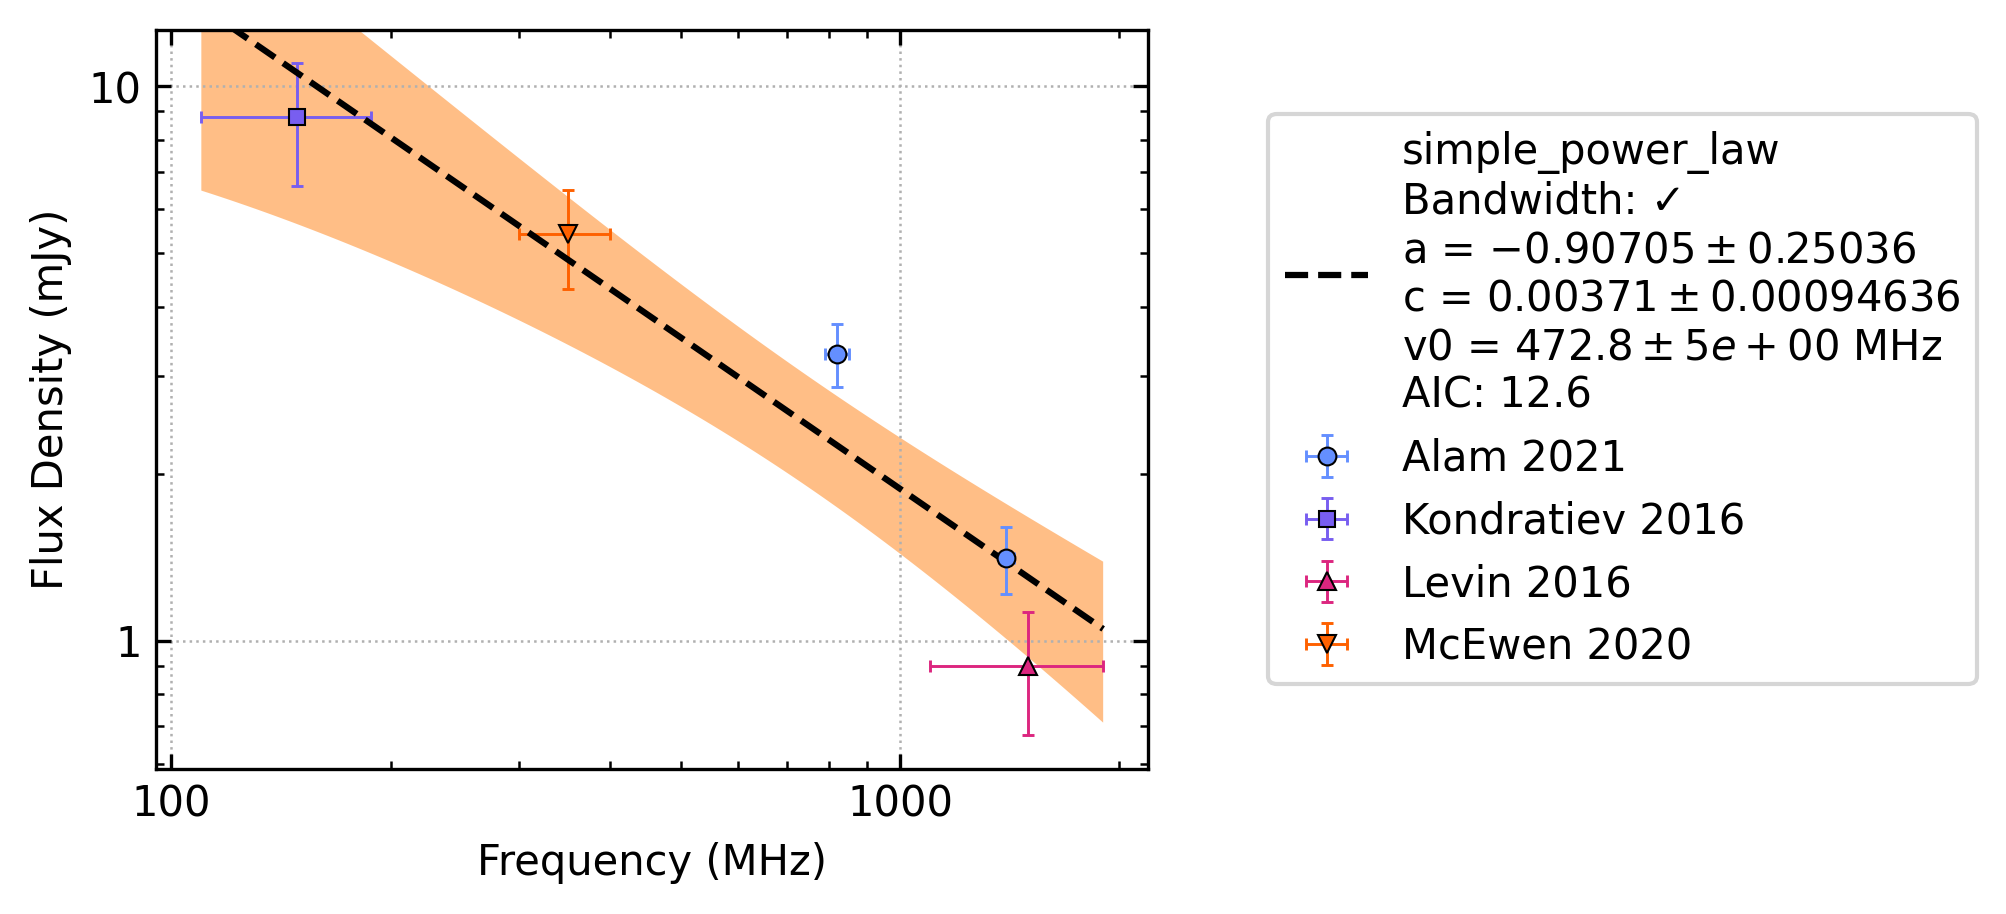 10
1
100
1000
Flux Density (mJy)
Frequency (MHz)
simple_power_law
Bandwidth: ✓
a = −0.90705 ± 0.25036
c = 0.00371 ± 0.00094636
v0 = 472.8 ± 5e + 00 MHz
AIC: 12.6
Alam 2021
Kondratiev 2016
Levin 2016
McEwen 2020